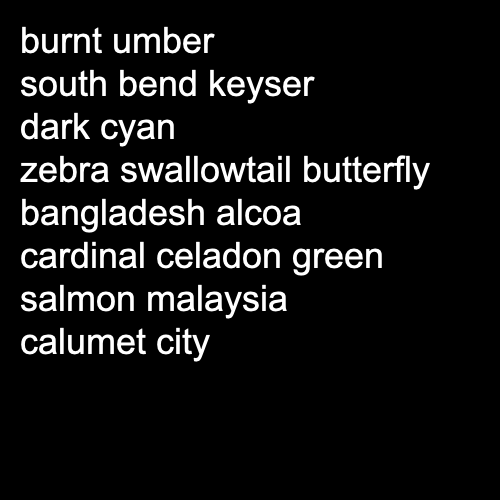 burnt umber
south bend keyser
dark cyan
zebra swallowtail butterfly
bangladesh alcoa
cardinal celadon green
salmon malaysia
calumet city